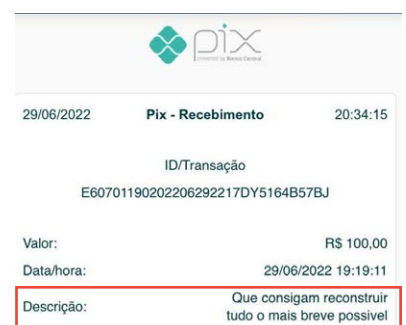 pix
powered by Banco Central
29/06/2022 Pix - Recebimento 20:34:15
ID/Transação
E60701190202206292217DY5164B57BJ
Valor: R$ 100,00
Data/hora: 29/06/2022 19:19:11
Descrição: Que consigam reconstruir
tudo o mais breve possivel